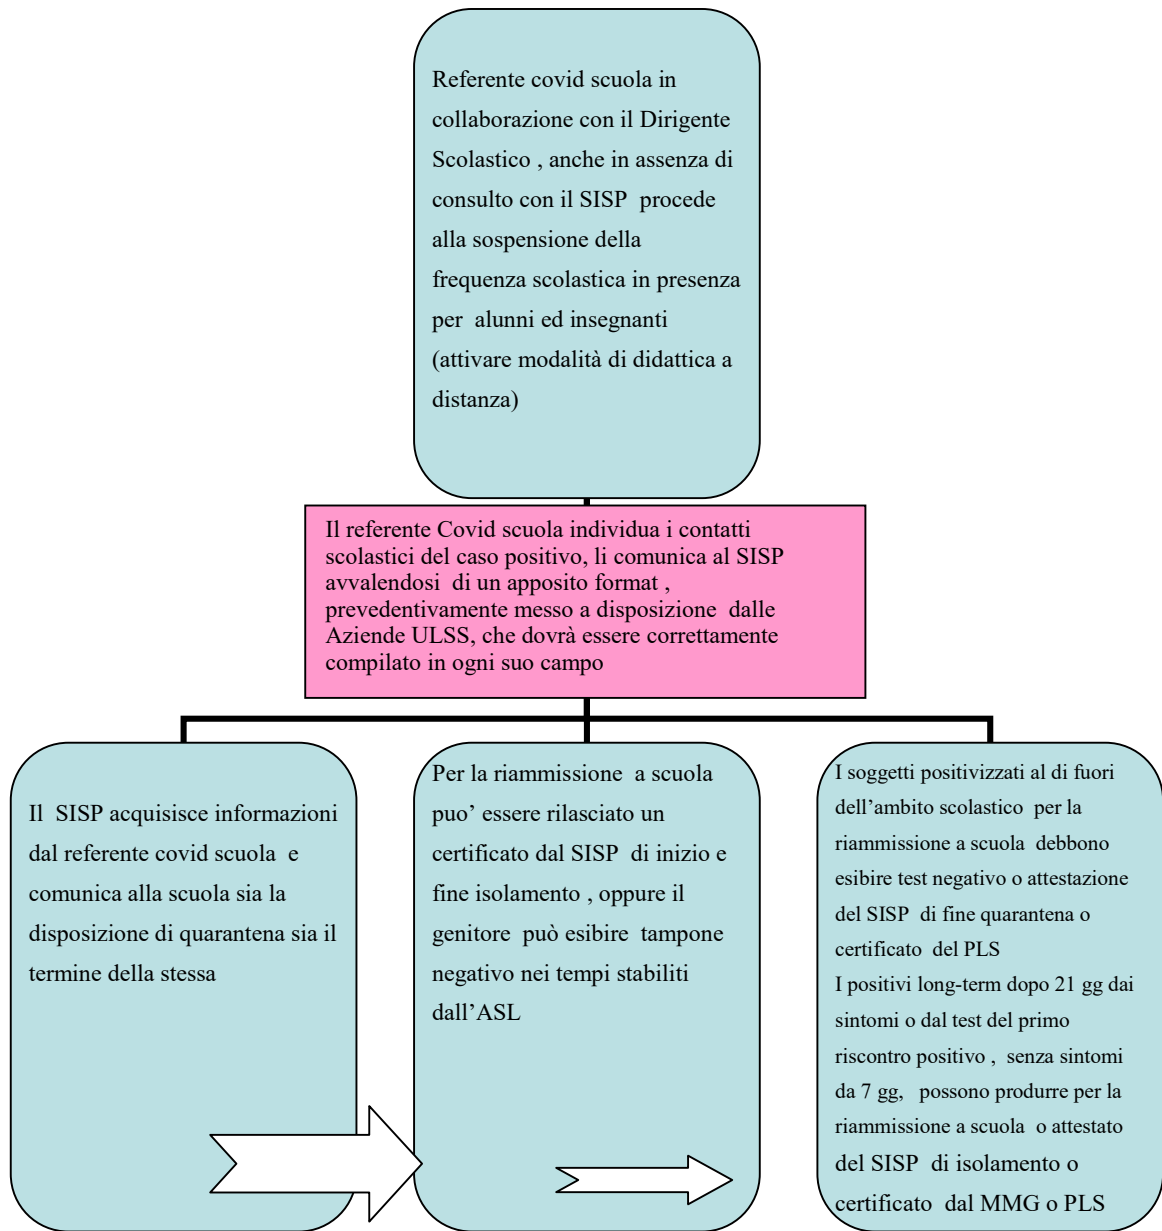 Referente covid scuola in
collaborazione con il Dirigente
Scolastico , anche in assenza di
consulto con il SISP procede
alla sospensione della
frequenza scolastica in presenza
per alunni ed insegnanti
(attivare modalità di didattica a
distanza)
Il referente Covid scuola individua i contatti
scolastici del caso positivo, li comunica al SISP
avvalendosi di un apposito format ,
prevedentivamente messo a disposizione dalle
Aziende ULSS, che dovrà essere correttamente
compilato in ogni suo campo
Il SISP acquisisce informazioni
dal referente covid scuola e
comunica alla scuola sia la
disposizione di quarantena sia il
termine della stessa
Per la riammissione a scuola
puo’ essere rilasciato un
certificato dal SISP di inizio e
fine isolamento , oppure il
genitore può esibire tampone
negativo nei tempi stabiliti
dall’ASL
I soggetti positivizzati al di fuori
dell’ambito scolastico per la
riammissione a scuola debbono
esibire test negativo o attestazione
del SISP di fine quarantena o
certificato del PLS
I positivi long-term dopo 21 gg dai
sintomi o dal test del primo
riscontro positivo , senza sintomi
da 7 gg, possono produrre per la
riammissione a scuola o attestato
del SISP di isolamento o
certificato dal MMG o PLS